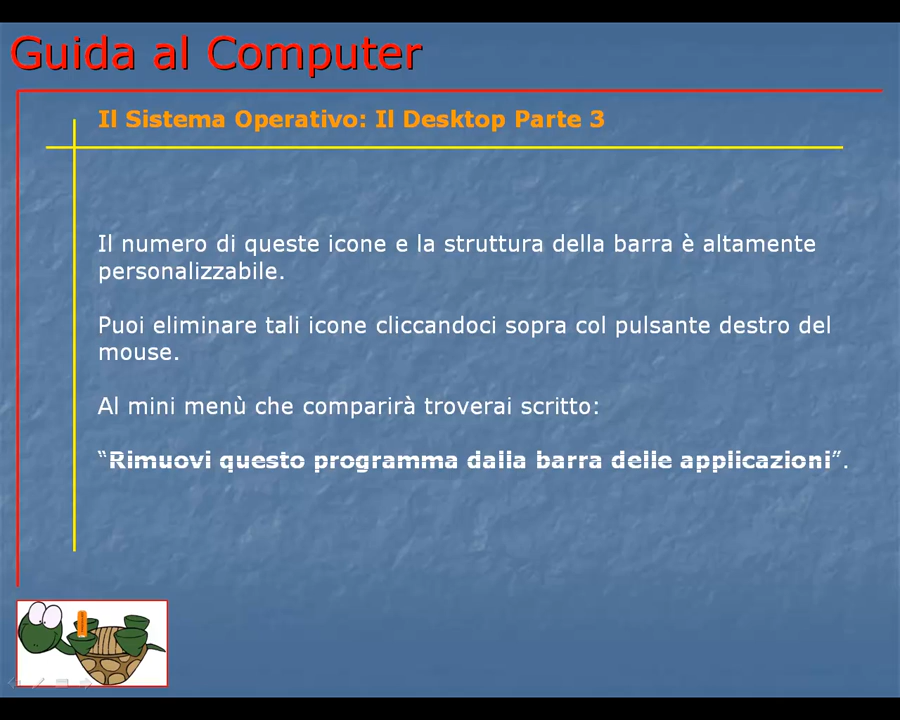 Guida al Computer
Il Sistema Operativo: Il Desktop Parte 3
Il numero di queste icone e la struttura della barra è altamente
personalizzabile.
Puoi eliminare tali icone cliccandoci sopra col pulsante destro del
mouse.
Al mini menù che comparirà troverai scritto:
“Rimuovi questo programma dalla barra delle applicazioni”.